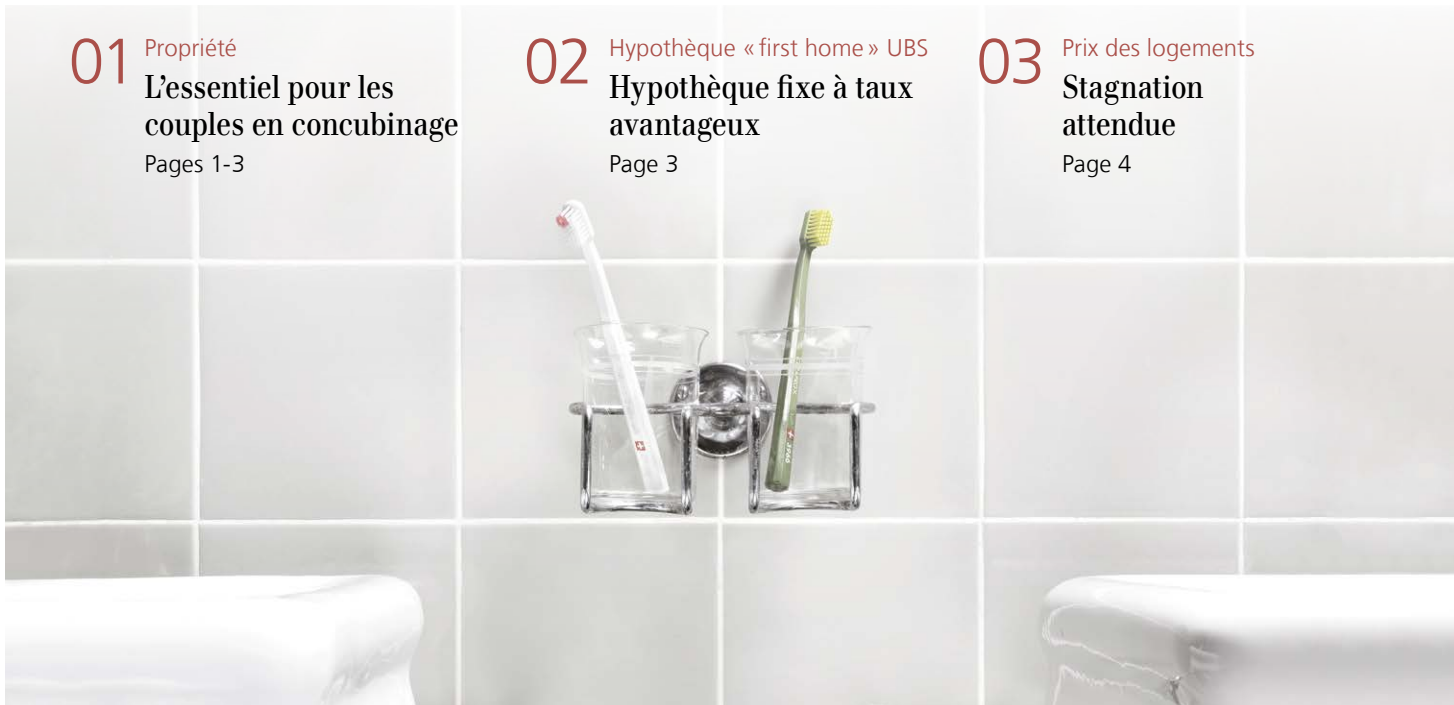 01
Propriété
L'essentiel pour les
couples en concubinage
Pages 1-3
02
Hypothèque « first home » UBS
Hypothèque fixe à taux
avantageux
Page 3
03
Prix des logements
Stagnation
attendue
Page 4